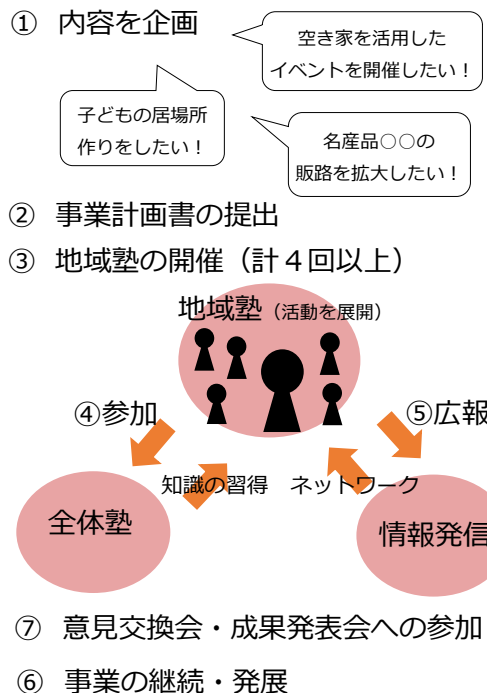 ① 内容を企画
空き家を活用した
イベントを開催したい！
子どもの居場所
作りをしたい！
名産品○○の
販路を拡大したい！
② 事業計画書の提出
③ 地域塾の開催（計４回以上）
地域塾（活動を展開）
④参加
⑤広報
知識の習得 ネットワーク
全体塾
情報発信
⑦ 意見交換会・成果発表会への参加
⑥ 事業の継続・発展